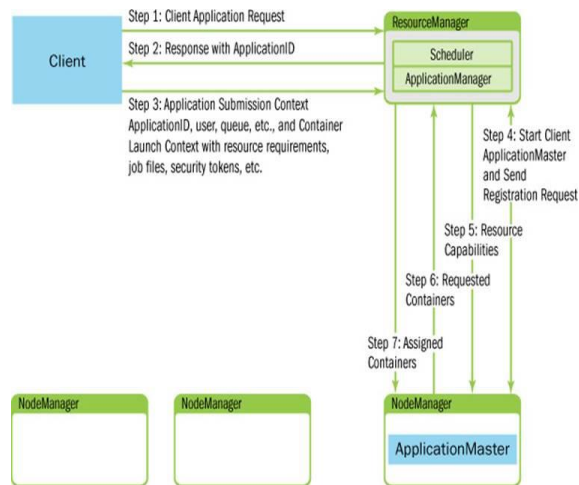 Step 1: Client Application Request
ResourceManager
Client
Step 2: Response with ApplicationID
Scheduler
ApplicationManager
Step 3: Application Submission Context
ApplicationID, user, queue, etc., and Container
Launch Context with resource requirements,
job files, security tokens, etc.
Step 4: Start Client
ApplicationMaster
and Send
Registration Request
Step 5: Resource
Capabilities
Step 6: Requested
Containers
Step 7: Assigned
Containers
NodeManager
NodeManager
NodeManager
ApplicationMaster